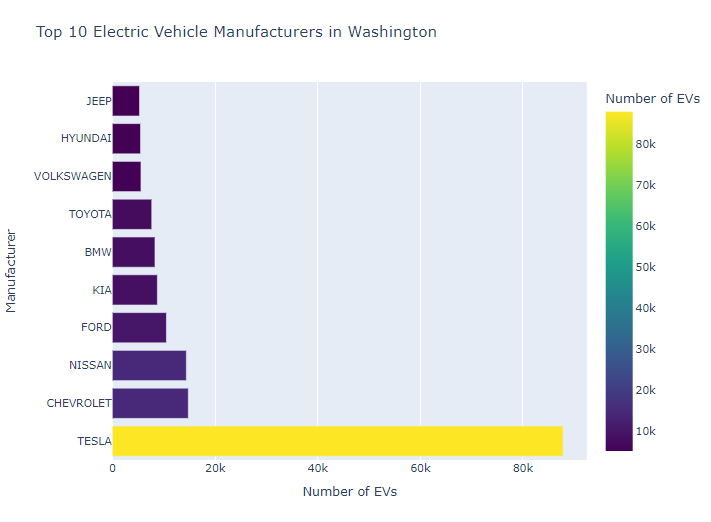 Top 10 Electric Vehicle Manufacturers in Washington
Number of EVs
JEEP
HYUNDAI
VOLKSWAGEN
TOYOTA
BMW
KIA
FORD
NISSAN
CHEVROLET
TESLA
Manufacturer
0 20k 40k 60k 80k
Number of EVs
80k
70k
60k
50k
40k
30k
20k
10k